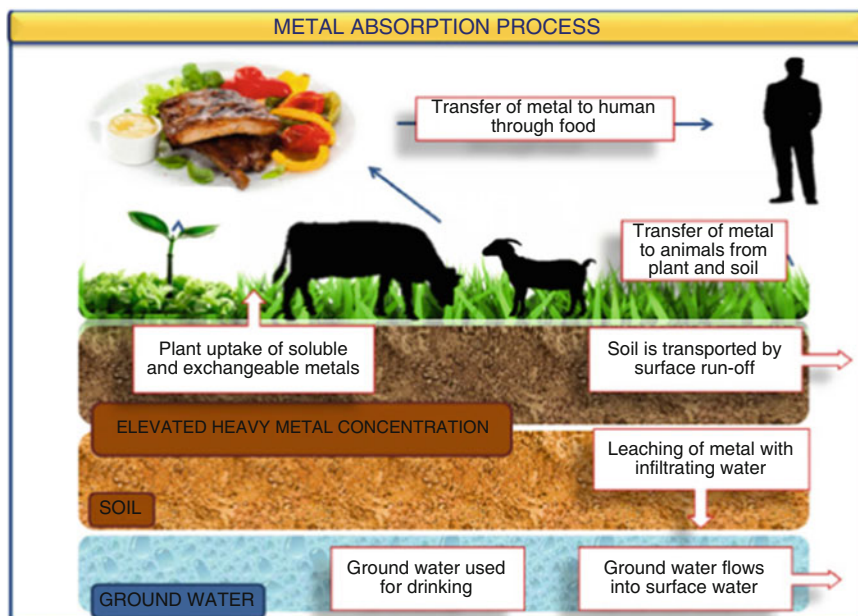 METAL ABSORPTION PROCESS
Transfer of metal to human
through food
Transfer of metal
to animals from
plant and soil
Plant uptake of soluble
and exchangeable metals
Soil is transported by
surface run-off
ELEVATED HEAVY METAL CONCENTRATION
Leaching of metal with
infiltrating water
SOIL
Ground water used
for drinking
Ground water flows
into surface water
GROUND WATER